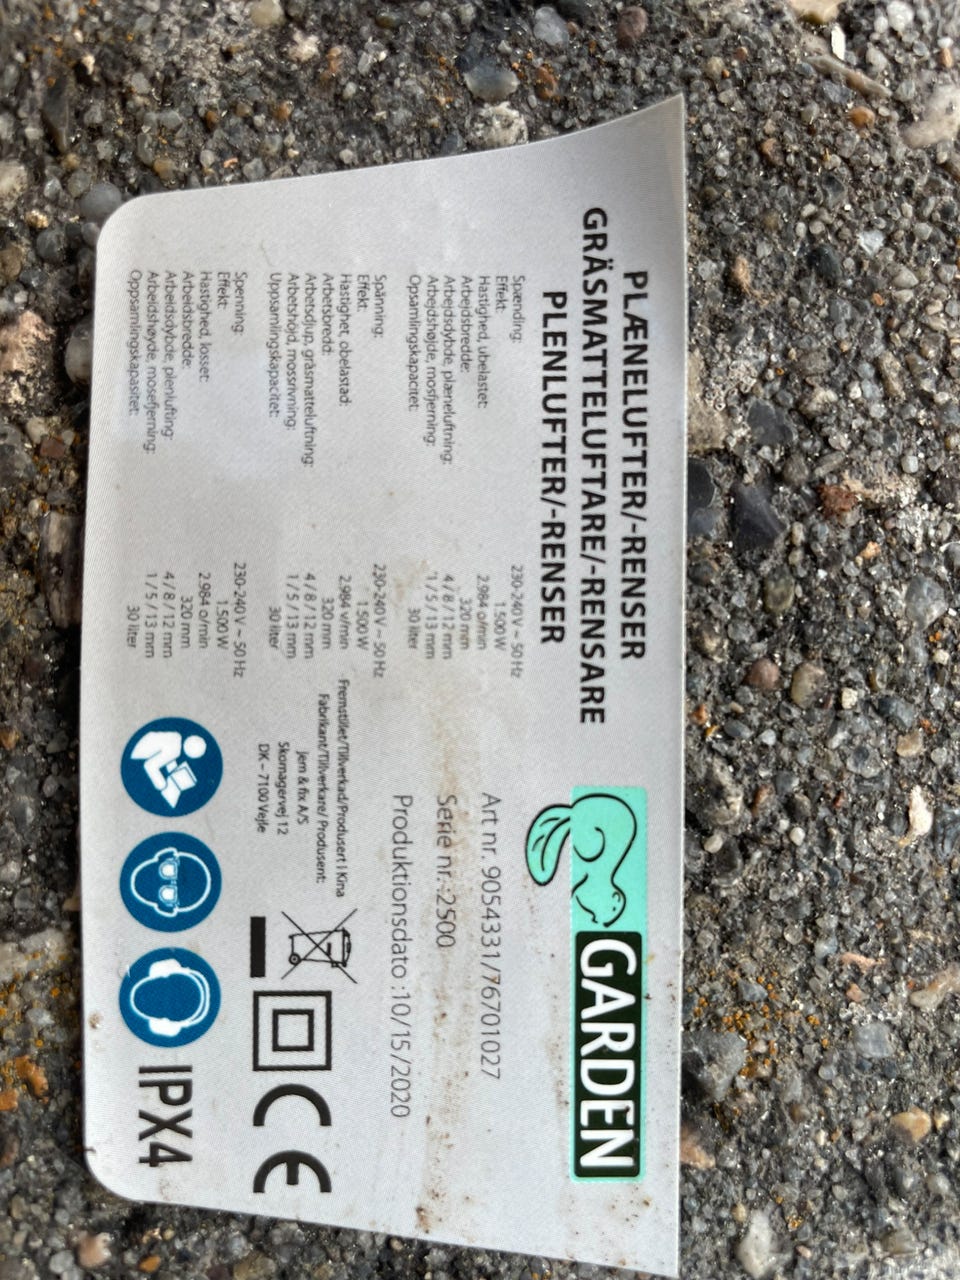 PLÆNELUFTER/-RENSER
GRÄSMATTELUFTARE/-RENSARE
PLENLUFTER/-RENSER
GARDEN
Spænding: 230-240 V ~ 50 Hz
Effekt: 1.500 W
Hastighed, ubelastet: 2.984 o/min
Arbejdsbredde: 320 mm
Arbejdsdybde, plæneluftning: 4 / 8 / 12 mm
Arbejdshøjde, mosfjerning: 1 / 5 / 13 mm
Opsamlingskapacitet: 30 liter
Spänning: 230-240 V ~ 50 Hz
Effekt: 1.500 W
Hastighet, obelastad: 2.984 v/min
Arbetsbredd: 320 mm
Arbetsdjup, gräsmatteluftning: 4 / 8 / 12 mm
Arbetshöjd, mossrivning: 1 / 5 / 13 mm
Uppsamlingskapacitet: 30 liter
Spenning: 230-240 V ~ 50 Hz
Effekt: 1.500 W
Hastighed, losset: 2.984 o/min
Arbeidsbredde: 320 mm
Arbeidsdybde, plenlufting: 4 / 8 / 12 mm
Arbeidshøyde, mosefjerning: 1 / 5 / 13 mm
Oppsamlingskapasitet: 30 liter
Art nr. 9054331/76701027
Serie nr.:2500
Produktionsdato :10/15/2020
Fremstillet/Tillverkad/Produsert i Kina
Fabrikant/Tillverkare/ Produsent:
jem & fix A/S
Skomagervej 12
DK – 7100 Vejle
CE
IPX4